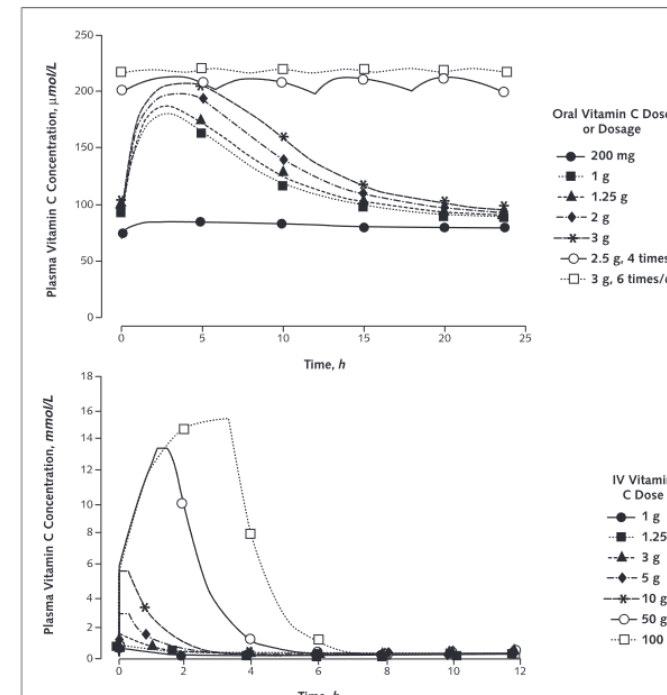 250
200
150
100
50
0
Plasma Vitamin C Concentration, μmol/L
0 5 10 15 20 25
Time, h
Oral Vitamin C Dose
or Dosage
200 mg
1 g
1.25 g
2 g
3 g
2.5 g, 4 times
3 g, 6 times/
18
16
14
12
10
8
6
4
2
0
Plasma Vitamin C Concentration, mmol/L
0 2 4 6 8 10 12
Time, h
IV Vitamin
C Dose
1 g
1.25
3 g
5 g
10 g
50 g
100